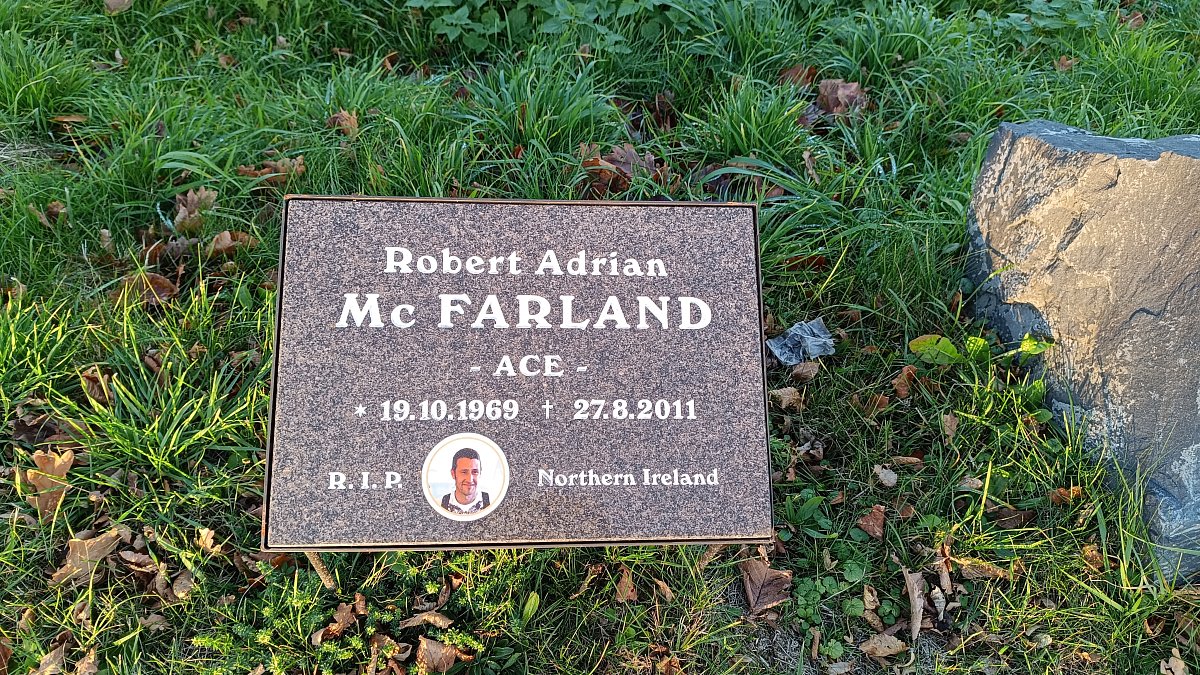 Robert Adrian
Mc FARLAND
- ACE -
* 19.10.1969 † 27.8.2011
R. I. P. Northern Ireland